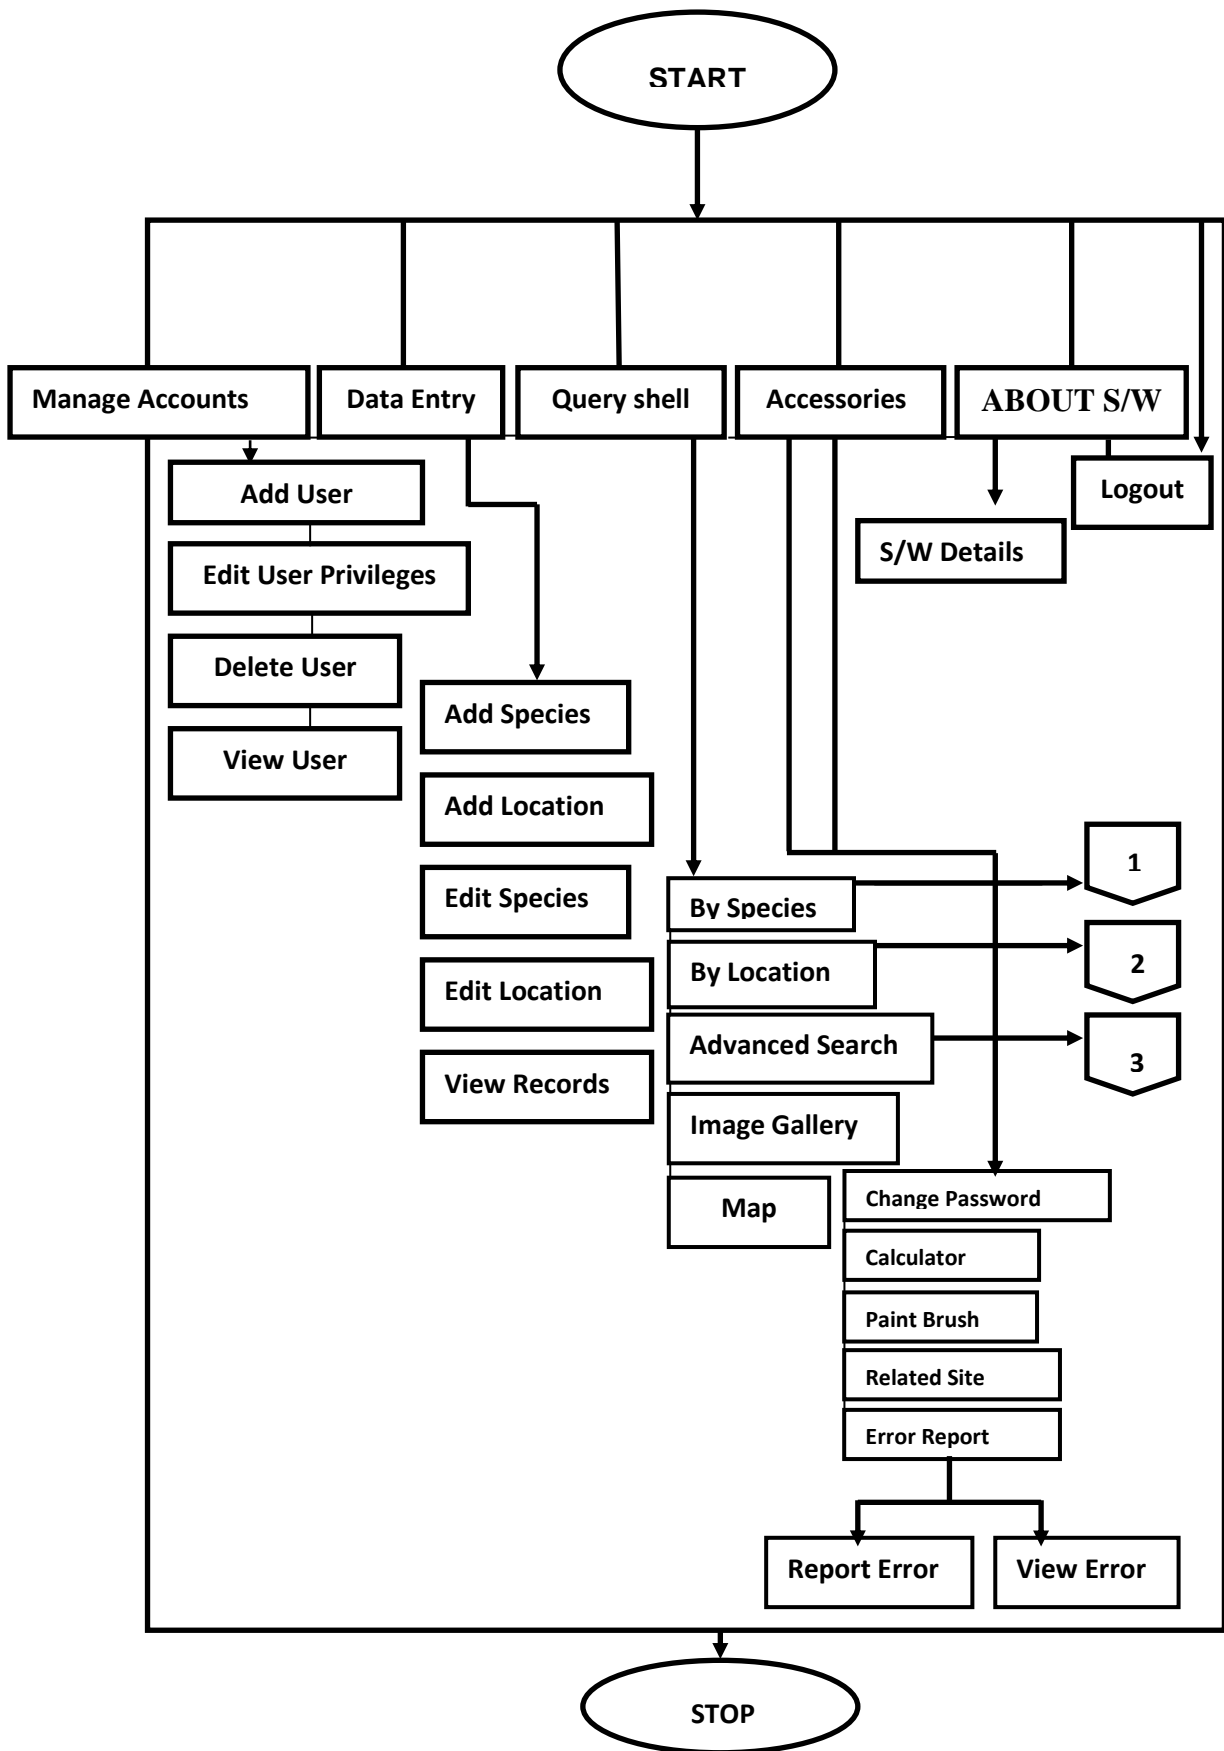 START
Manage Accounts
Data Entry
Query shell
Accessories
ABOUT S/W
Logout
Add User
Edit User Privileges
Delete User
View User
S/W Details
Add Species
Add Location
Edit Species
Edit Location
View Records
By Species
1
By Location
2
Advanced Search
3
Image Gallery
Map
Change Password
Calculator
Paint Brush
Related Site
Error Report
Report Error
View Error
STOP